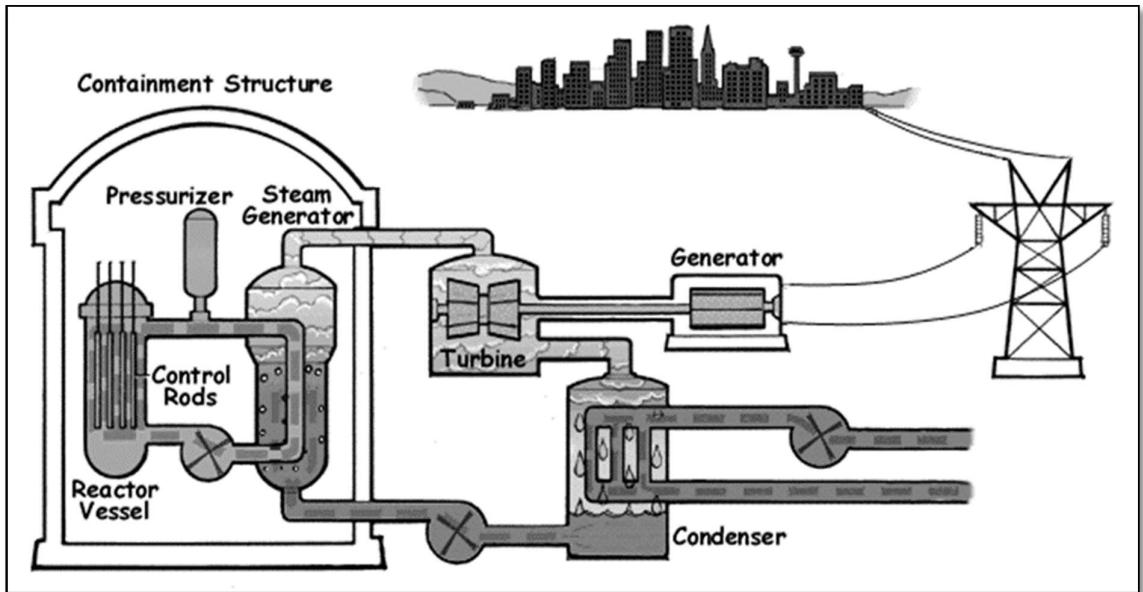 Containment Structure
Pressurizer
Steam
Generator
Generator
Turbine
Control
Rods
Reactor
Vessel
Condenser